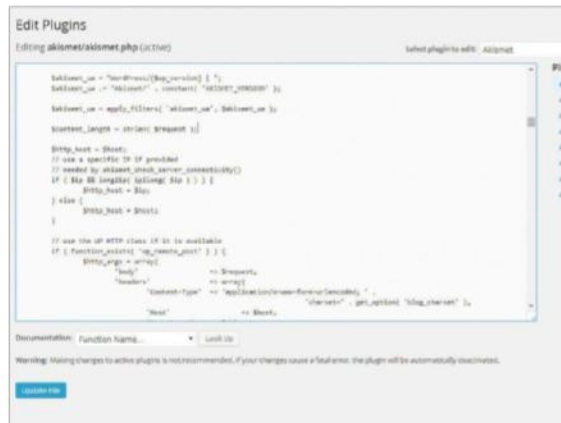 Edit Plugins
Editing akismet/akismet.php (active)
Select plugin to edit: Akismet
$akismet_ua = "WordPress/{$wp_version} | ";
$akismet_ua .= 'Akismet/' . constant( 'AKISMET_VERSION' );
$akismet_ua = apply_filters( 'akismet_ua', $akismet_ua );
$content_length = strlen( $request );
$http_host = $host;
// use a specific IP if provided
// needed by akismet_check_server_connectivity()
if ( $ip && long2ip( ip2long( $ip ) ) ) {
$http_host = $ip;
} else {
$http_host = $host;
}
// use the WP HTTP class if it is available
if ( function_exists( 'wp_remote_post' ) ) {
$http_args = array(
'body' => $request,
'headers' => array(
'Content-Type' => 'application/x-www-form-urlencoded; ' .
'charset=' . get_option( 'blog_charset' ),
'Host' => $host,
Documentation: Function Name... Look Up
Warning: Making changes to active plugins is not recommended. If your changes cause a fatal error, the plugin will be automatically deactivated.
Update File